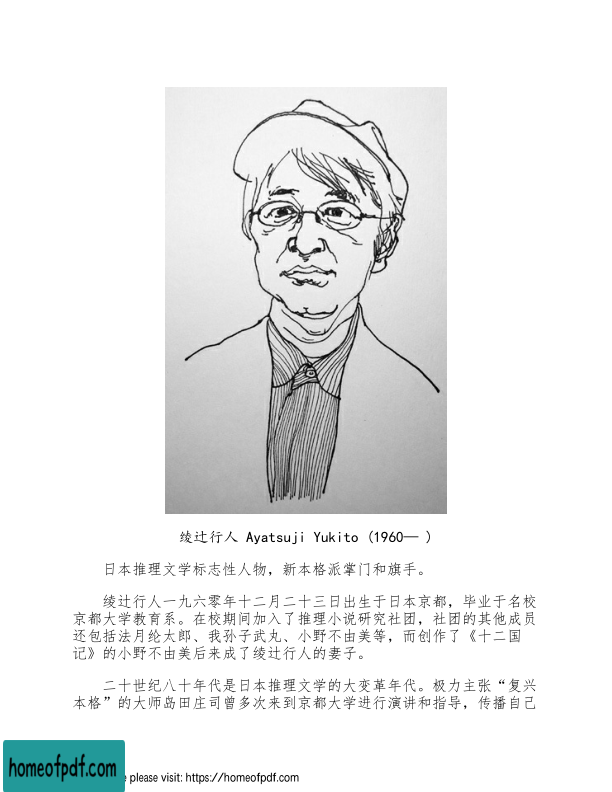 绫辻行人 Ayatsuji Yukito (1960— )
日本推理文学标志性人物，新本格派掌门和旗手。
绫辻行人一九六零年十二月二十三日出生于日本京都，毕业于名校
京都大学教育系。在校期间加入了推理小说研究社团，社团的其他成员
还包括法月纶太郎、我孙子武丸、小野不由美等，而创作了《十二国
记》的小野不由美后来成了绫辻行人的妻子。
二十世纪八十年代是日本推理文学的大变革年代。极力主张“复兴
本格”的大师岛田庄司曾多次来到京都大学进行演讲和指导，传播自己
homeofpdf.com
please visit: https://homeofpdf.com